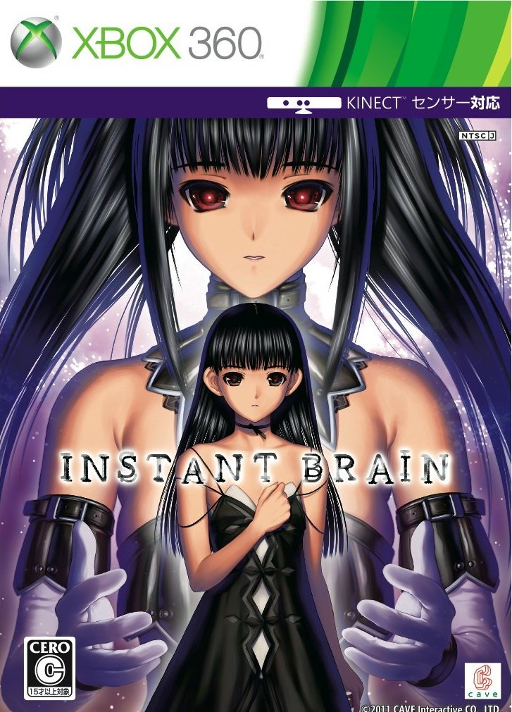 XBOX 360.
KINECT™ センサー対応
NTSC J
INSTANT BRAIN
CERO
C
15才以上対象
cave
©2011 CAVE Interactive CO., LTD.